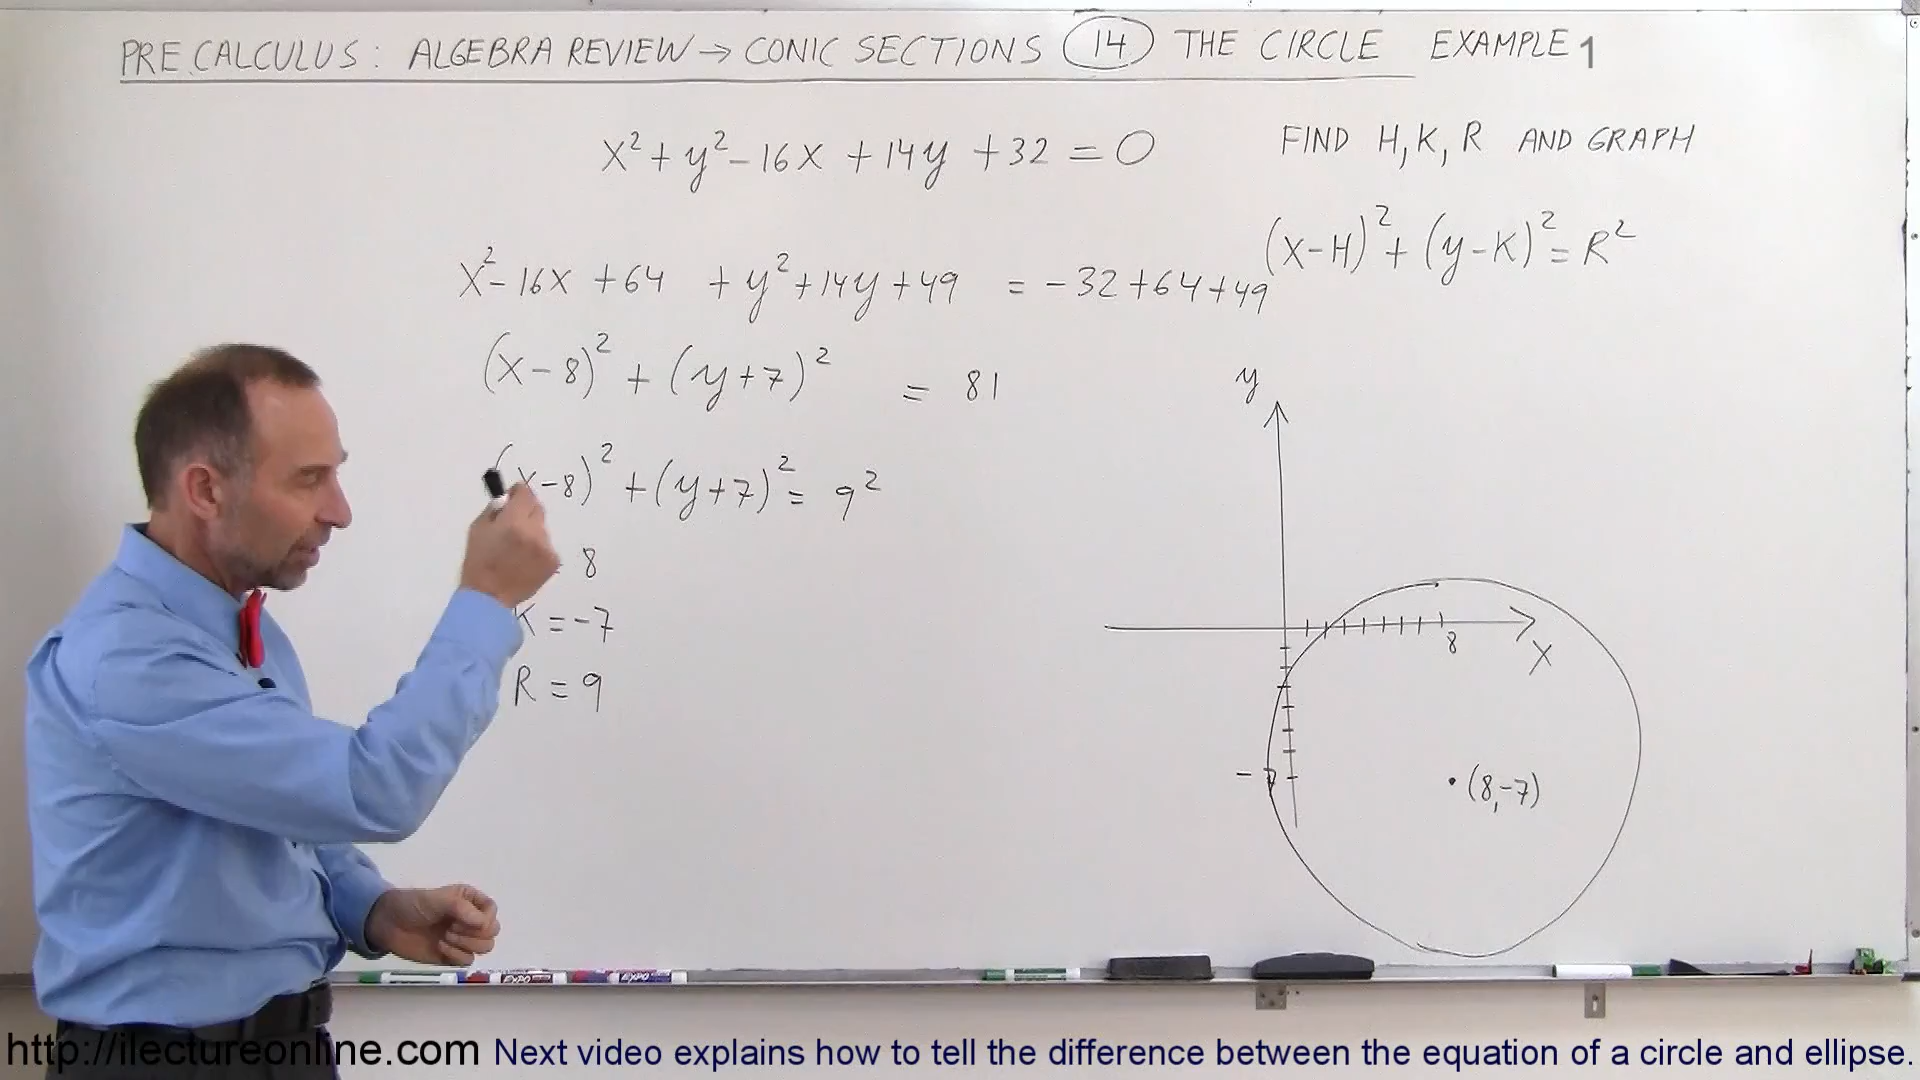 PRECALCULUS: ALGEBRA REVIEW → CONIC SECTIONS 14 THE CIRCLE EXAMPLE 1
x² + y² - 16x + 14y + 32 = 0
FIND H, K, R AND GRAPH
(x-H)² + (y-K)² = R²
x² - 16x + 64 + y² + 14y + 49 = -32 + 64 + 49
(x-8)² + (y+7)² = 81
(x-8)² + (y+7)² = 9²
8
K = -7
R = 9
y
8
x
-7
(8,-7)
EXPO
EXPO
http://ilectureonline.com Next video explains how to tell the difference between the equation of a circle and ellipse.